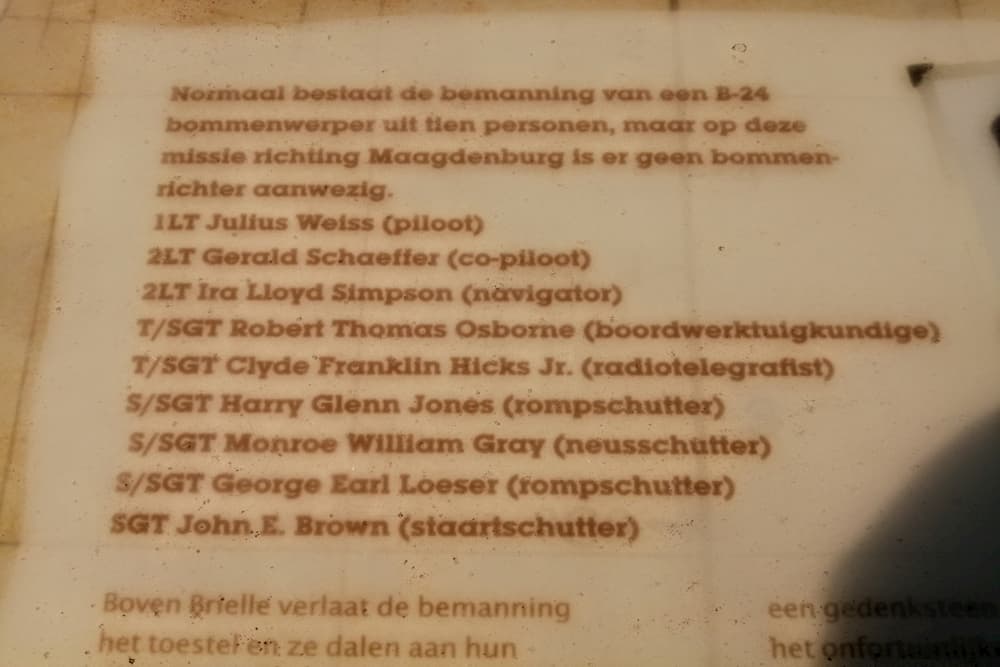 Normaal bestaat de bemanning van een B-24
bommenwerper uit tien personen, maar op deze
missie richting Maagdenburg is er geen bommen-
richter aanwezig.
1LT Julius Weiss (piloot)
2LT Gerald Schaeffer (co-piloot)
2LT Ira Lloyd Simpson (navigator)
T/SGT Robert Thomas Osborne (boordwerktuigkundige)
T/SGT Clyde Franklin Hicks Jr. (radiotelegrafist)
S/SGT Harry Glenn Jones (rompschutter)
S/SGT Monroe William Gray (neusschutter)
S/SGT George Earl Loeser (rompschutter)
SGT John E. Brown (staartschutter)
Boven Brielle verlaat de bemanning
het toestel en ze dalen aan hun
een gedenksteen
het